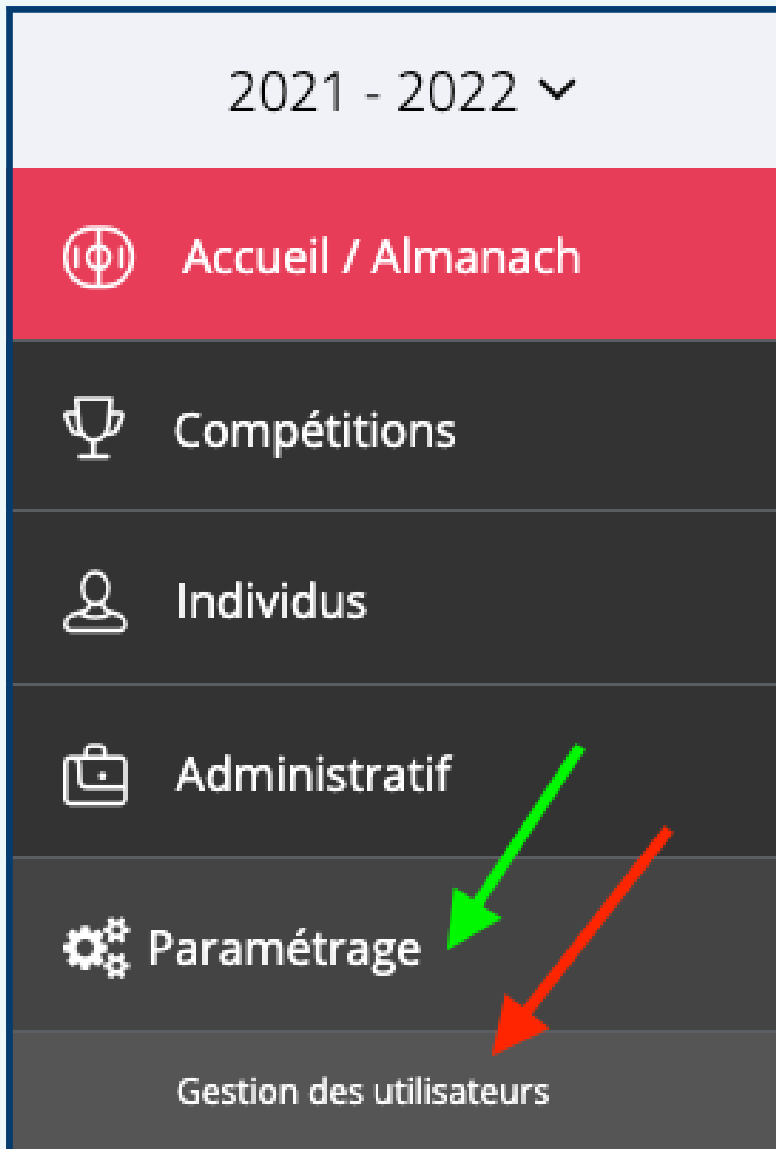 2021 - 2022
Accueil / Almanach
Compétitions
Individus
Administratif
Paramétrage
Gestion des utilisateurs